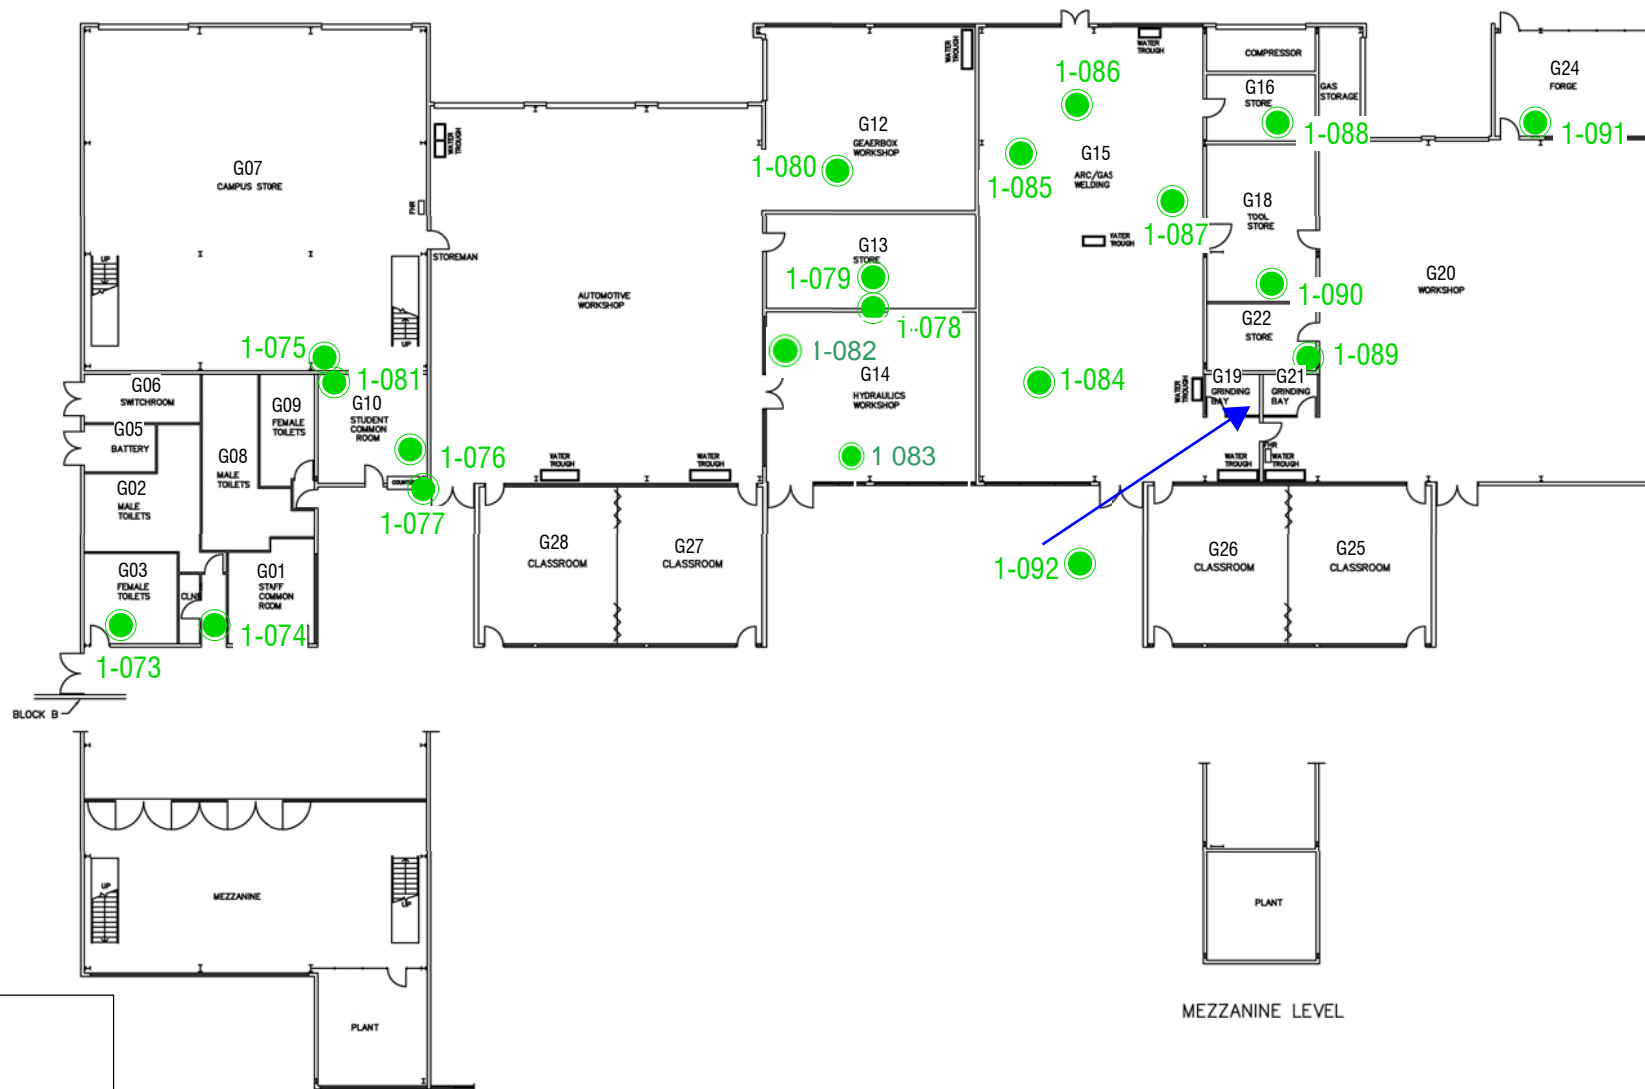 WATER
TROUGH
WATER
TROUGH
COMPRESSOR
1-086
G16
STORE
GAS
STORAGE
G24
FORGE
G12
GEAERBOX
WORKSHOP
1-088
1-091
WATER
TROUGH
G07
CAMPUS STORE
1-080
G15
ARC/GAS
WELDING
1-085
FHR
G18
TOOL
STORE
1-087
WATER
TROUGH
G13
STORE
STOREMAN
UP
1-079
G20
WORKSHOP
AUTOMOTIVE
WORKSHOP
1-090
1-078
G22
STORE
UP
1-075
1-082
1-089
G06
SWITCHROOM
1-081
G14
HYDRAULICS
WORKSHOP
1-084
WATER
TROUGH
G19
GRINDING
BAY
G21
GRINDING
BAY
G09
FEMALE
TOILETS
G10
STUDENT
COMMON
ROOM
G05
BATTERY
G08
MALE
TOILETS
1-076
1 083
WATER
TROUGH
WATER
TROUGH
FHR
WATER
TROUGH
WATER
TROUGH
G02
MALE
TOILETS
1-077
G28
CLASSROOM
G27
CLASSROOM
1-092
G26
CLASSROOM
G25
CLASSROOM
G03
FEMALE
TOILETS
CLNR
G01
STAFF
COMMON
ROOM
1-074
1-073
BLOCK B
UP
MEZZANINE
UP
PLANT
PLANT
MEZZANINE LEVEL